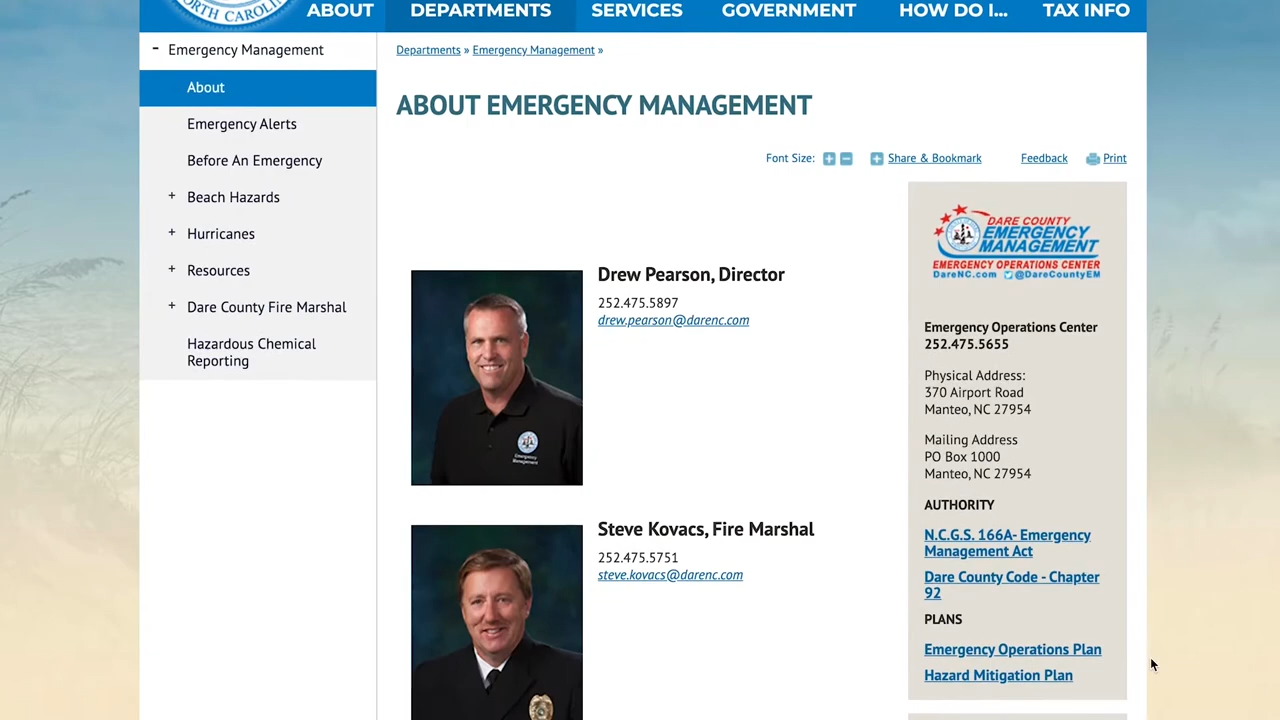 NORTH CAROLINA
ABOUT
DEPARTMENTS
SERVICES
GOVERNMENT
HOW DO I...
TAX INFO
- Emergency Management
About
Emergency Alerts
Before An Emergency
+ Beach Hazards
+ Hurricanes
+ Resources
+ Dare County Fire Marshal
Hazardous Chemical
Reporting
Departments » Emergency Management »
ABOUT EMERGENCY MANAGEMENT
Font Size: + - + Share & Bookmark Feedback Print
Drew Pearson, Director
252.475.5897
drew.pearson@darenc.com
Emergency
Management
Steve Kovacs, Fire Marshal
252.475.5751
steve.kovacs@darenc.com
DARE COUNTY
EMERGENCY
MANAGEMENT
EMERGENCY OPERATIONS CENTER
DareNC.com @DareCountyEM
Emergency Operations Center
252.475.5655
Physical Address:
370 Airport Road
Manteo, NC 27954
Mailing Address
PO Box 1000
Manteo, NC 27954
AUTHORITY
N.C.G.S. 166A- Emergency
Management Act
Dare County Code - Chapter
92
PLANS
Emergency Operations Plan
Hazard Mitigation Plan